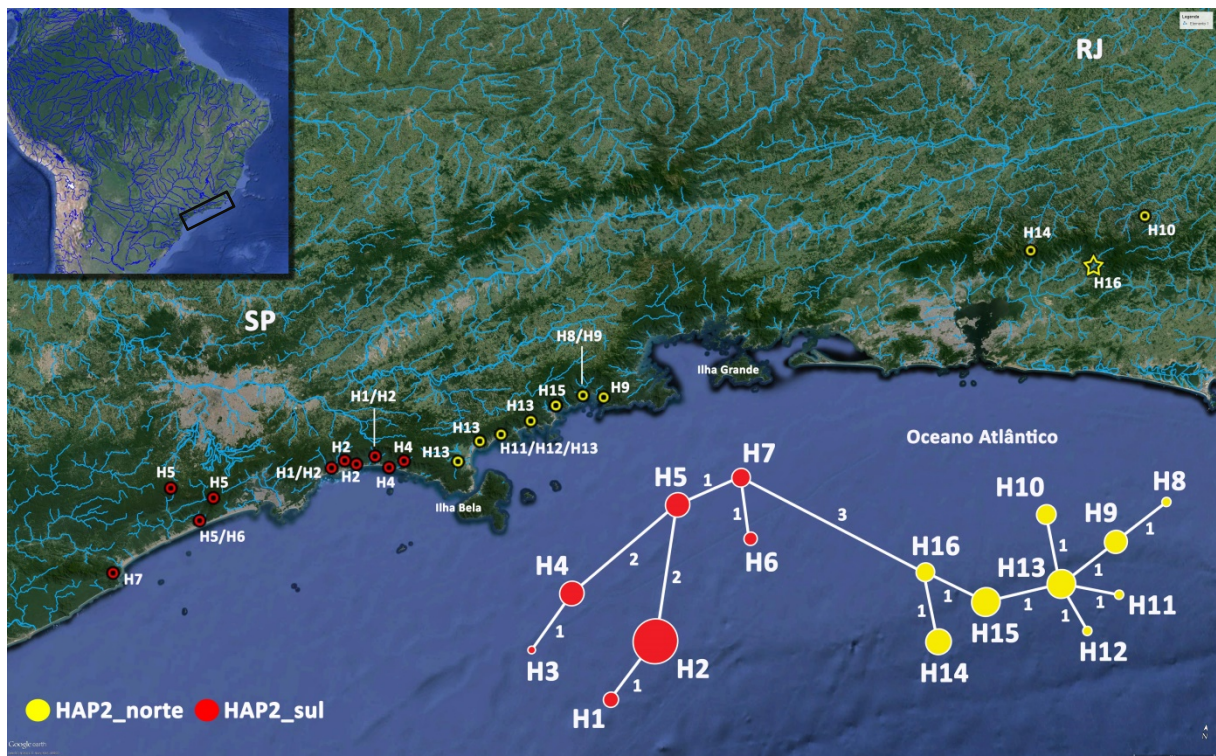 Legenda
RJ
H14
H10
H16
SP
H8/H9
H15
H9
Ilha Grande
H1/H2
H13
H13
H11/H12/H13
Oceano Atlântico
H2
H4
H13
H1/H2
H2
H4
H5
H5
Ilha Bela
H5/H6
H7
H7
1
H5
1
H6
3
H10
H8
H9
1
1
1
H13
1
H11
1
H12
1
H15
1
H16
1
H14
2
2
H4
1
H3
H2
1
H1
HAP2_norte
HAP2_sul
Google earth
N